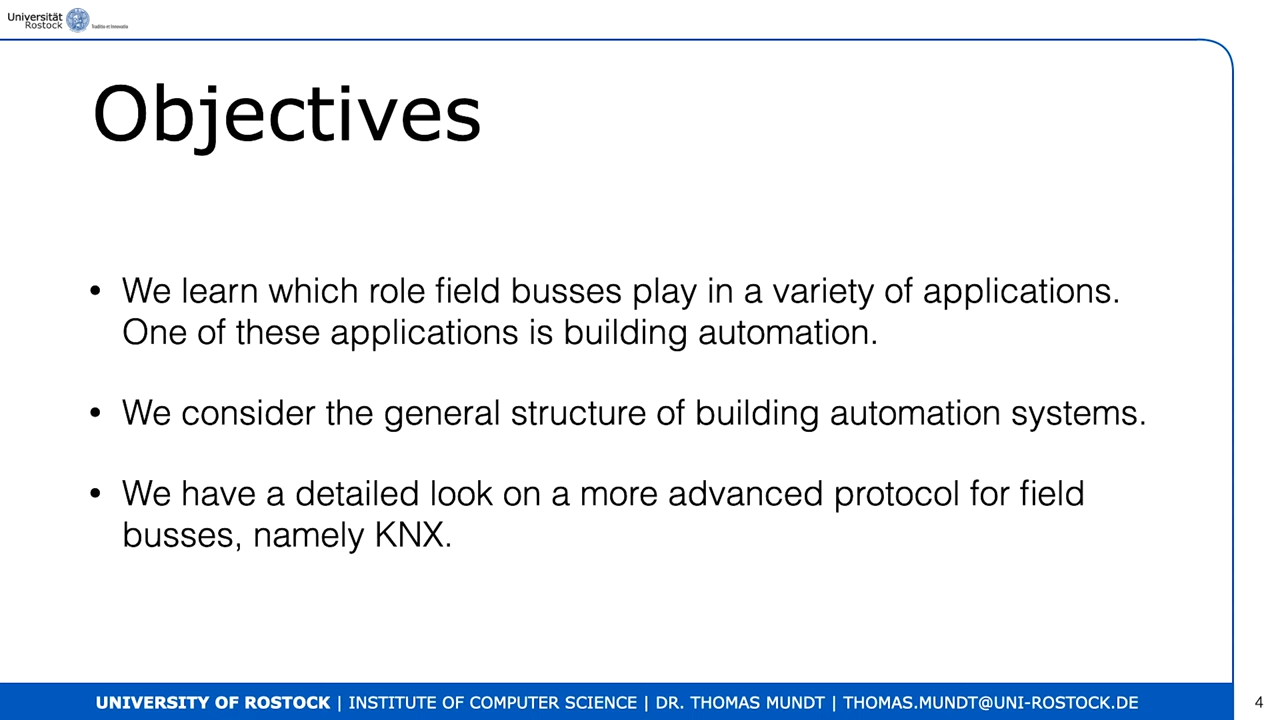 Universität
Rostock
Traditio et Innovatio
Objectives
• We learn which role field busses play in a variety of applications.
One of these applications is building automation.
• We consider the general structure of building automation systems.
• We have a detailed look on a more advanced protocol for field
busses, namely KNX.
UNIVERSITY OF ROSTOCK | INSTITUTE OF COMPUTER SCIENCE | DR. THOMAS MUNDT | THOMAS.MUNDT@UNI-ROSTOCK.DE
4